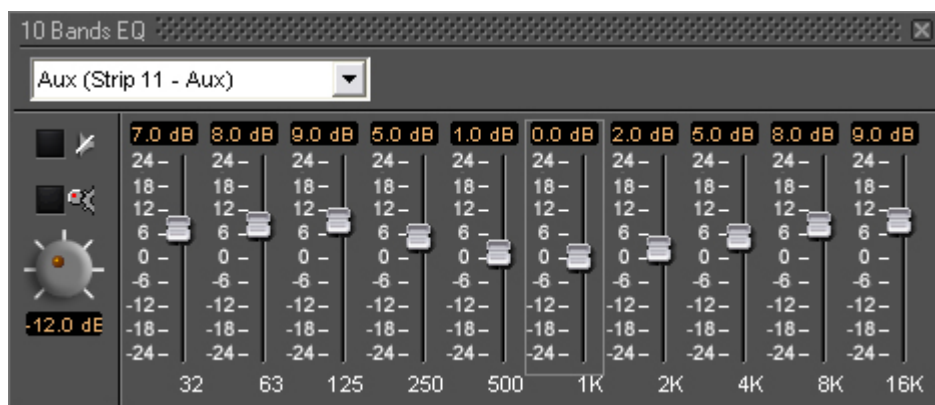 10 Bands EQ
Aux (Strip 11 - Aux)
7.0 dB 8.0 dB 9.0 dB 5.0 dB 1.0 dB 0.0 dB 2.0 dB 5.0 dB 8.0 dB 9.0 dB
24 24 24 24 24 24 24 24 24 24
18 18 18 18 18 18 18 18 18 18
12 12 12 12 12 12 12 12 12 12
6 6 6 6 6 6 6 6 6 6
0 0 0 0 0 0 0 0 0 0
-6 -6 -6 -6 -6 -6 -6 -6 -6 -6
-12 -12 -12 -12 -12 -12 -12 -12 -12 -12
-12.0 dB
-18 -18 -18 -18 -18 -18 -18 -18 -18 -18
-24 -24 -24 -24 -24 -24 -24 -24 -24 -24
32 63 125 250 500 1K 2K 4K 8K 16K